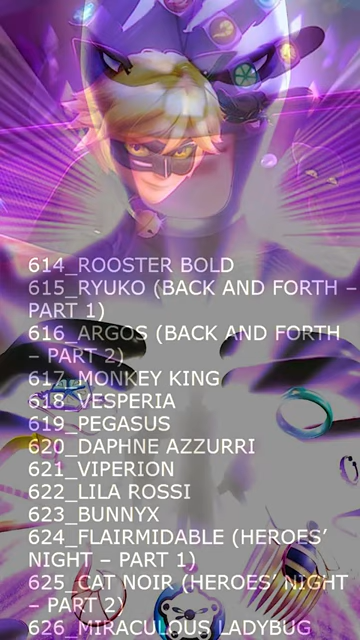 614_ROOSTER BOLD
615_RYUKO (BACK AND FORTH –
PART 1)
616_ARGOS (BACK AND FORTH
– PART 2)
617_MONKEY KING
618_VESPERIA
619_PEGASUS
620_DAPHNE AZZURRI
621_VIPERION
622_LILA ROSSI
623_BUNNYX
624_FLAIRMIDABLE (HEROES’
NIGHT – PART 1)
625_CAT NOIR (HEROES’ NIGHT
– PART 2)
626_MIRACULOUS LADYBUG